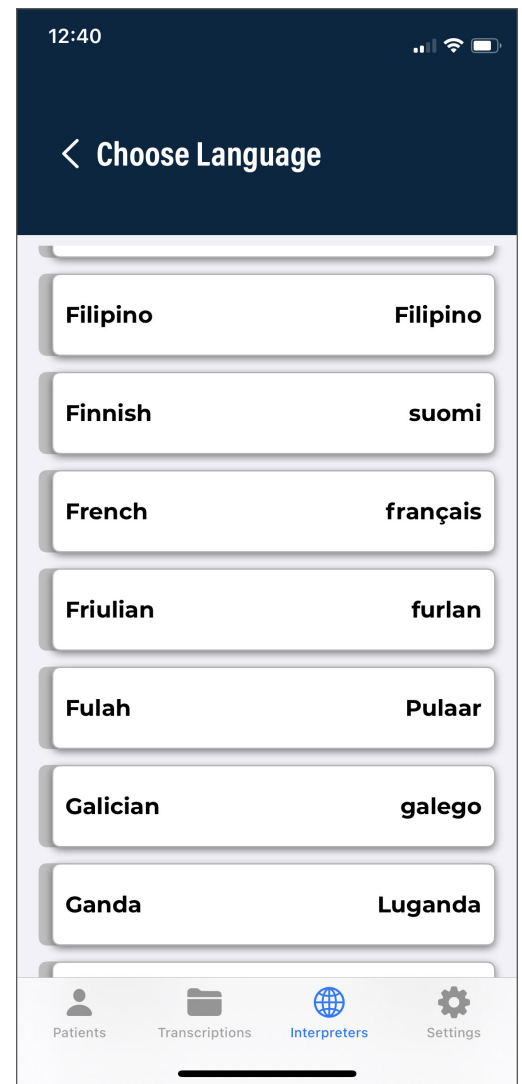 12:40
Choose Language
Filipino Filipino
Finnish suomi
French français
Friulian furlan
Fulah Pulaar
Galician galego
Ganda Luganda
Patients Transcriptions Interpreters Settings